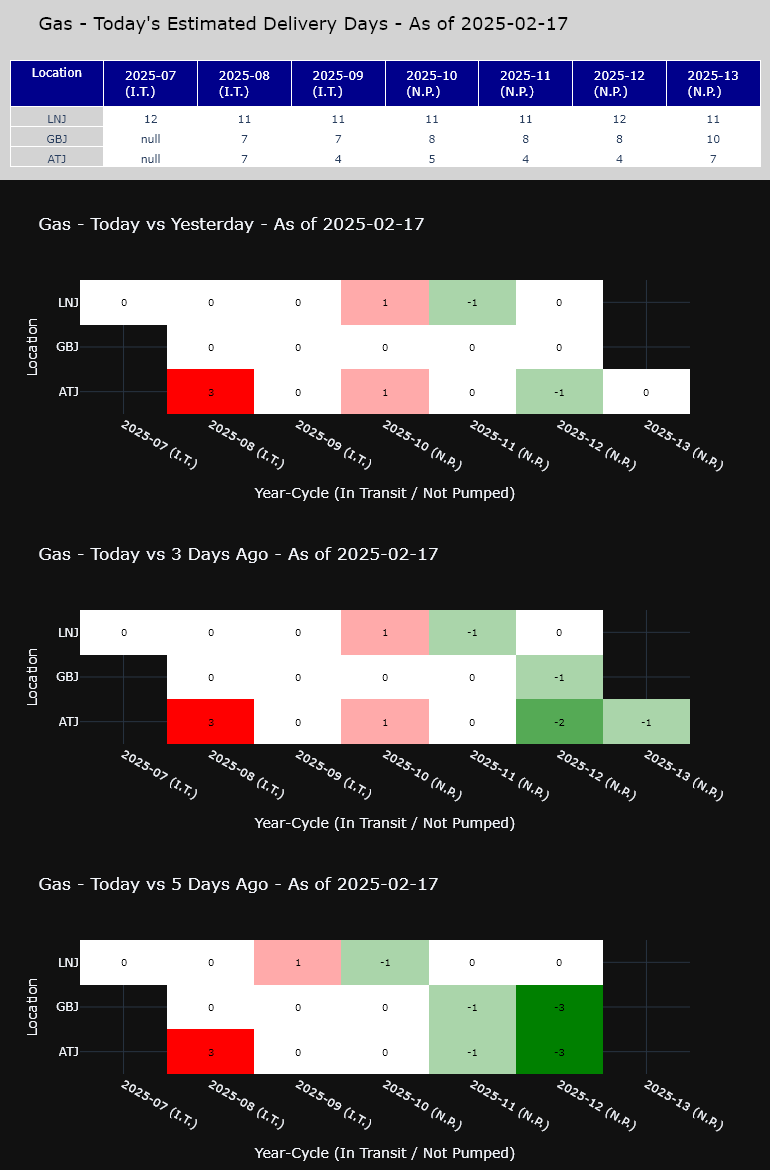 Gas - Today's Estimated Delivery Days - As of 2025-02-17
Location 2025-07 (I.T.) 2025-08 (I.T.) 2025-09 (I.T.) 2025-10 (N.P.) 2025-11 (N.P.) 2025-12 (N.P.) 2025-13 (N.P.)
LNJ 12 11 11 11 11 12 11
GBJ null 7 7 8 8 8 10
ATJ null 7 4 5 4 4 7
Gas - Today vs Yesterday - As of 2025-02-17
Location
LNJ 0 0 0 1 -1 0
GBJ 0 0 0 0 0
ATJ 3 0 1 0 -1 0
2025-07 (I.T.) 2025-08 (I.T.) 2025-09 (I.T.) 2025-10 (N.P.) 2025-11 (N.P.) 2025-12 (N.P.) 2025-13 (N.P.)
Year-Cycle (In Transit / Not Pumped)
Gas - Today vs 3 Days Ago - As of 2025-02-17
Location
LNJ 0 0 0 1 -1 0
GBJ 0 0 0 0 -1
ATJ 3 0 1 0 -2 -1
2025-07 (I.T.) 2025-08 (I.T.) 2025-09 (I.T.) 2025-10 (N.P.) 2025-11 (N.P.) 2025-12 (N.P.) 2025-13 (N.P.)
Year-Cycle (In Transit / Not Pumped)
Gas - Today vs 5 Days Ago - As of 2025-02-17
Location
LNJ 0 0 1 -1 0 0
GBJ 0 0 0 -1 -3
ATJ 3 0 0 -1 -3
2025-07 (I.T.) 2025-08 (I.T.) 2025-09 (I.T.) 2025-10 (N.P.) 2025-11 (N.P.) 2025-12 (N.P.) 2025-13 (N.P.)
Year-Cycle (In Transit / Not Pumped)